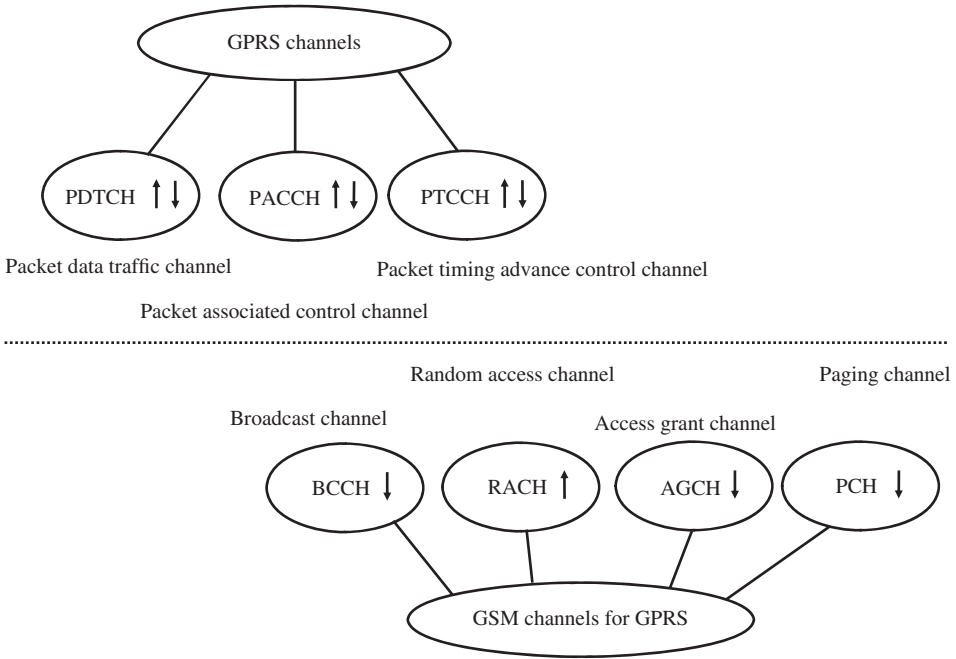 GPRS channels
PDTCH
PACCH
PTCCH
Packet data traffic channel
Packet timing advance control channel
Packet associated control channel
Random access channel
Paging channel
Broadcast channel
Access grant channel
BCCH
RACH
AGCH
PCH
GSM channels for GPRS